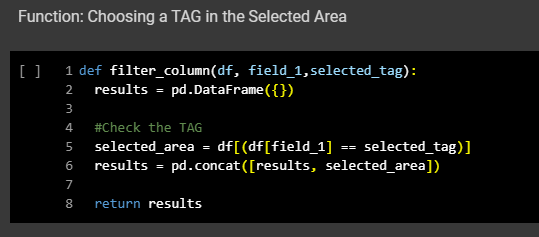 Function: Choosing a TAG in the Selected Area
[ ] 1 def filter_column(df, field_1,selected_tag):
2 results = pd.DataFrame({})
3
4 #Check the TAG
5 selected_area = df[(df[field_1] == selected_tag)]
6 results = pd.concat([results, selected_area])
7
8 return results